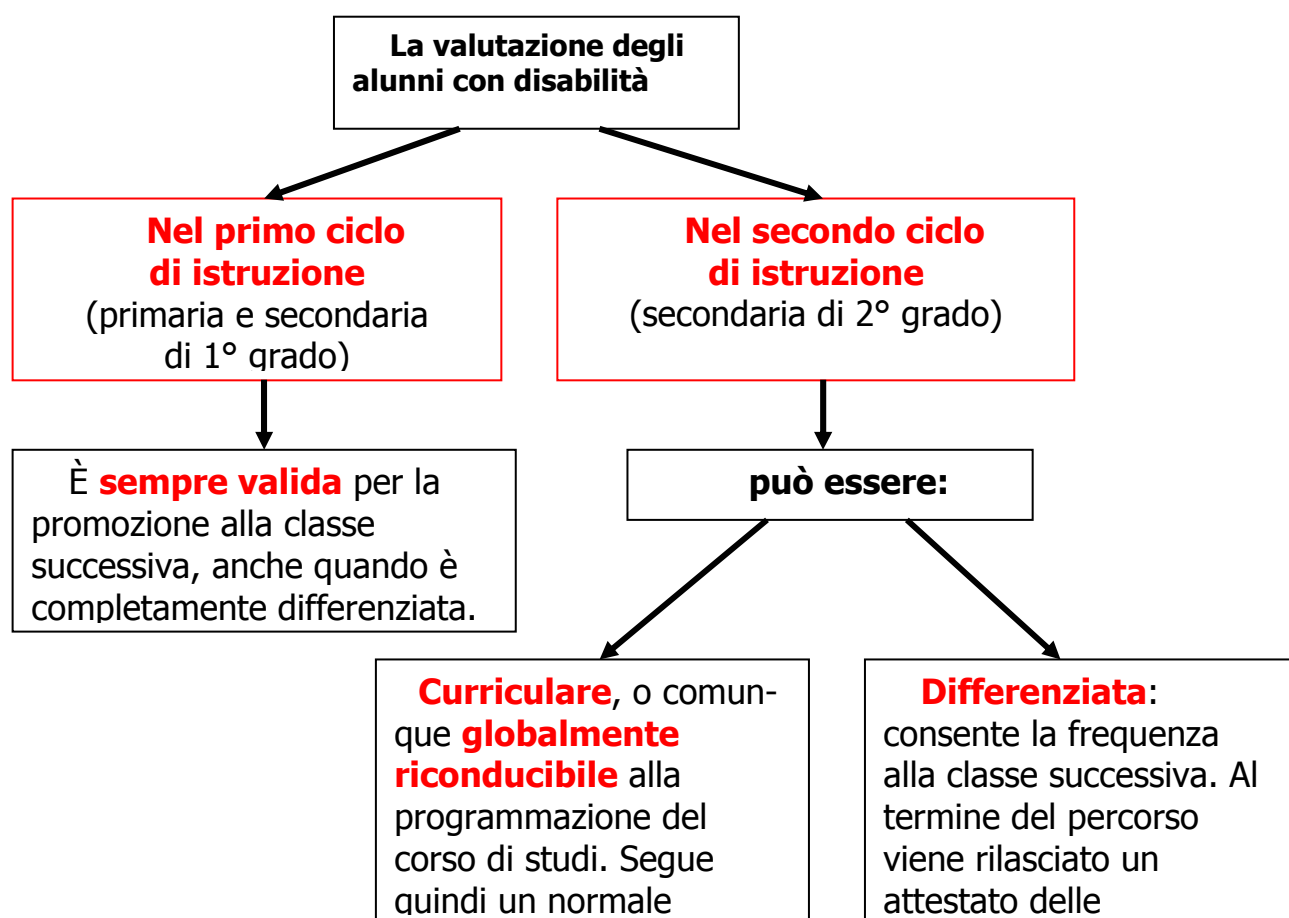 La valutazione degli
alunni con disabilità
Nel primo ciclo
di istruzione
(primaria e secondaria
di 1° grado)
Nel secondo ciclo
di istruzione
(secondaria di 2° grado)
È sempre valida per la
promozione alla classe
successiva, anche quando è
completamente differenziata.
può essere:
Curriculare, o comun-
que globalmente
riconducibile alla
programmazione del
corso di studi. Segue
quindi un normale
Differenziata:
consente la frequenza
alla classe successiva. Al
termine del percorso
viene rilasciato un
attestato delle